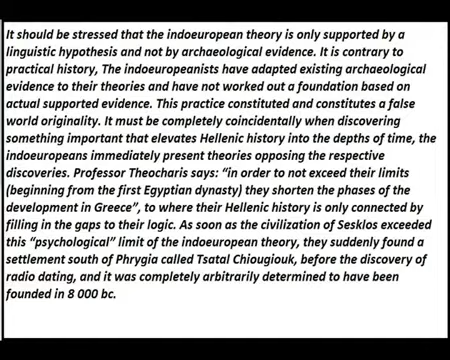 It should be stressed that the indoeuropean theory is only supported by a
linguistic hypothesis and not by archaeological evidence. It is contrary to
practical history, The indoeuropeanists have adapted existing archaeological
evidence to their theories and have not worked out a foundation based on
actual supported evidence. This practice constituted and constitutes a false
world originality. It must be completely coincidentally when discovering
something important that elevates Hellenic history into the depths of time, the
indoeuropeans immediately present theories opposing the respective
discoveries. Professor Theocharis says: “in order to not exceed their limits
(beginning from the first Egyptian dynasty) they shorten the phases of the
development in Greece”, to where their Hellenic history is only connected by
filling in the gaps to their logic. As soon as the civilization of Sesklos exceeded
this “psychological” limit of the indoeuropean theory, they suddenly found a
settlement south of Phrygia called Tsatal Chiougiouk, before the discovery of
radio dating, and it was completely arbitrarily determined to have been
founded in 8 000 bc.